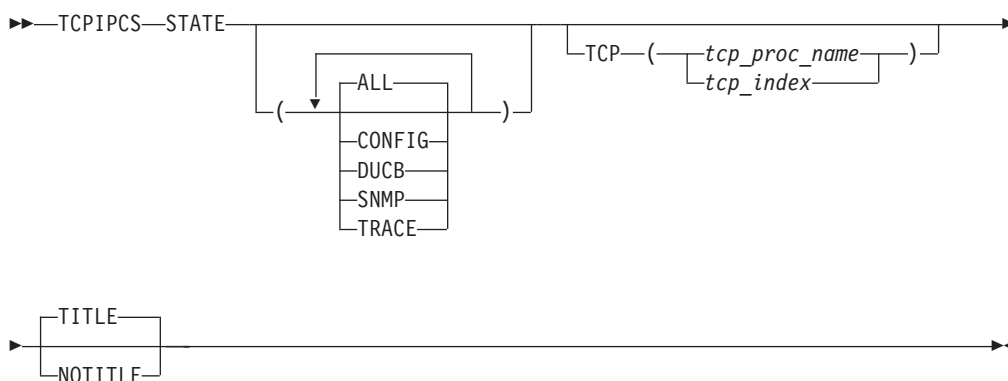 TCPIPCS STATE
TCP ( tcp_proc_name )
tcp_index
( ALL )
CONFIG
DUCB
SNMP
TRACE
TITLE
NOTITLE